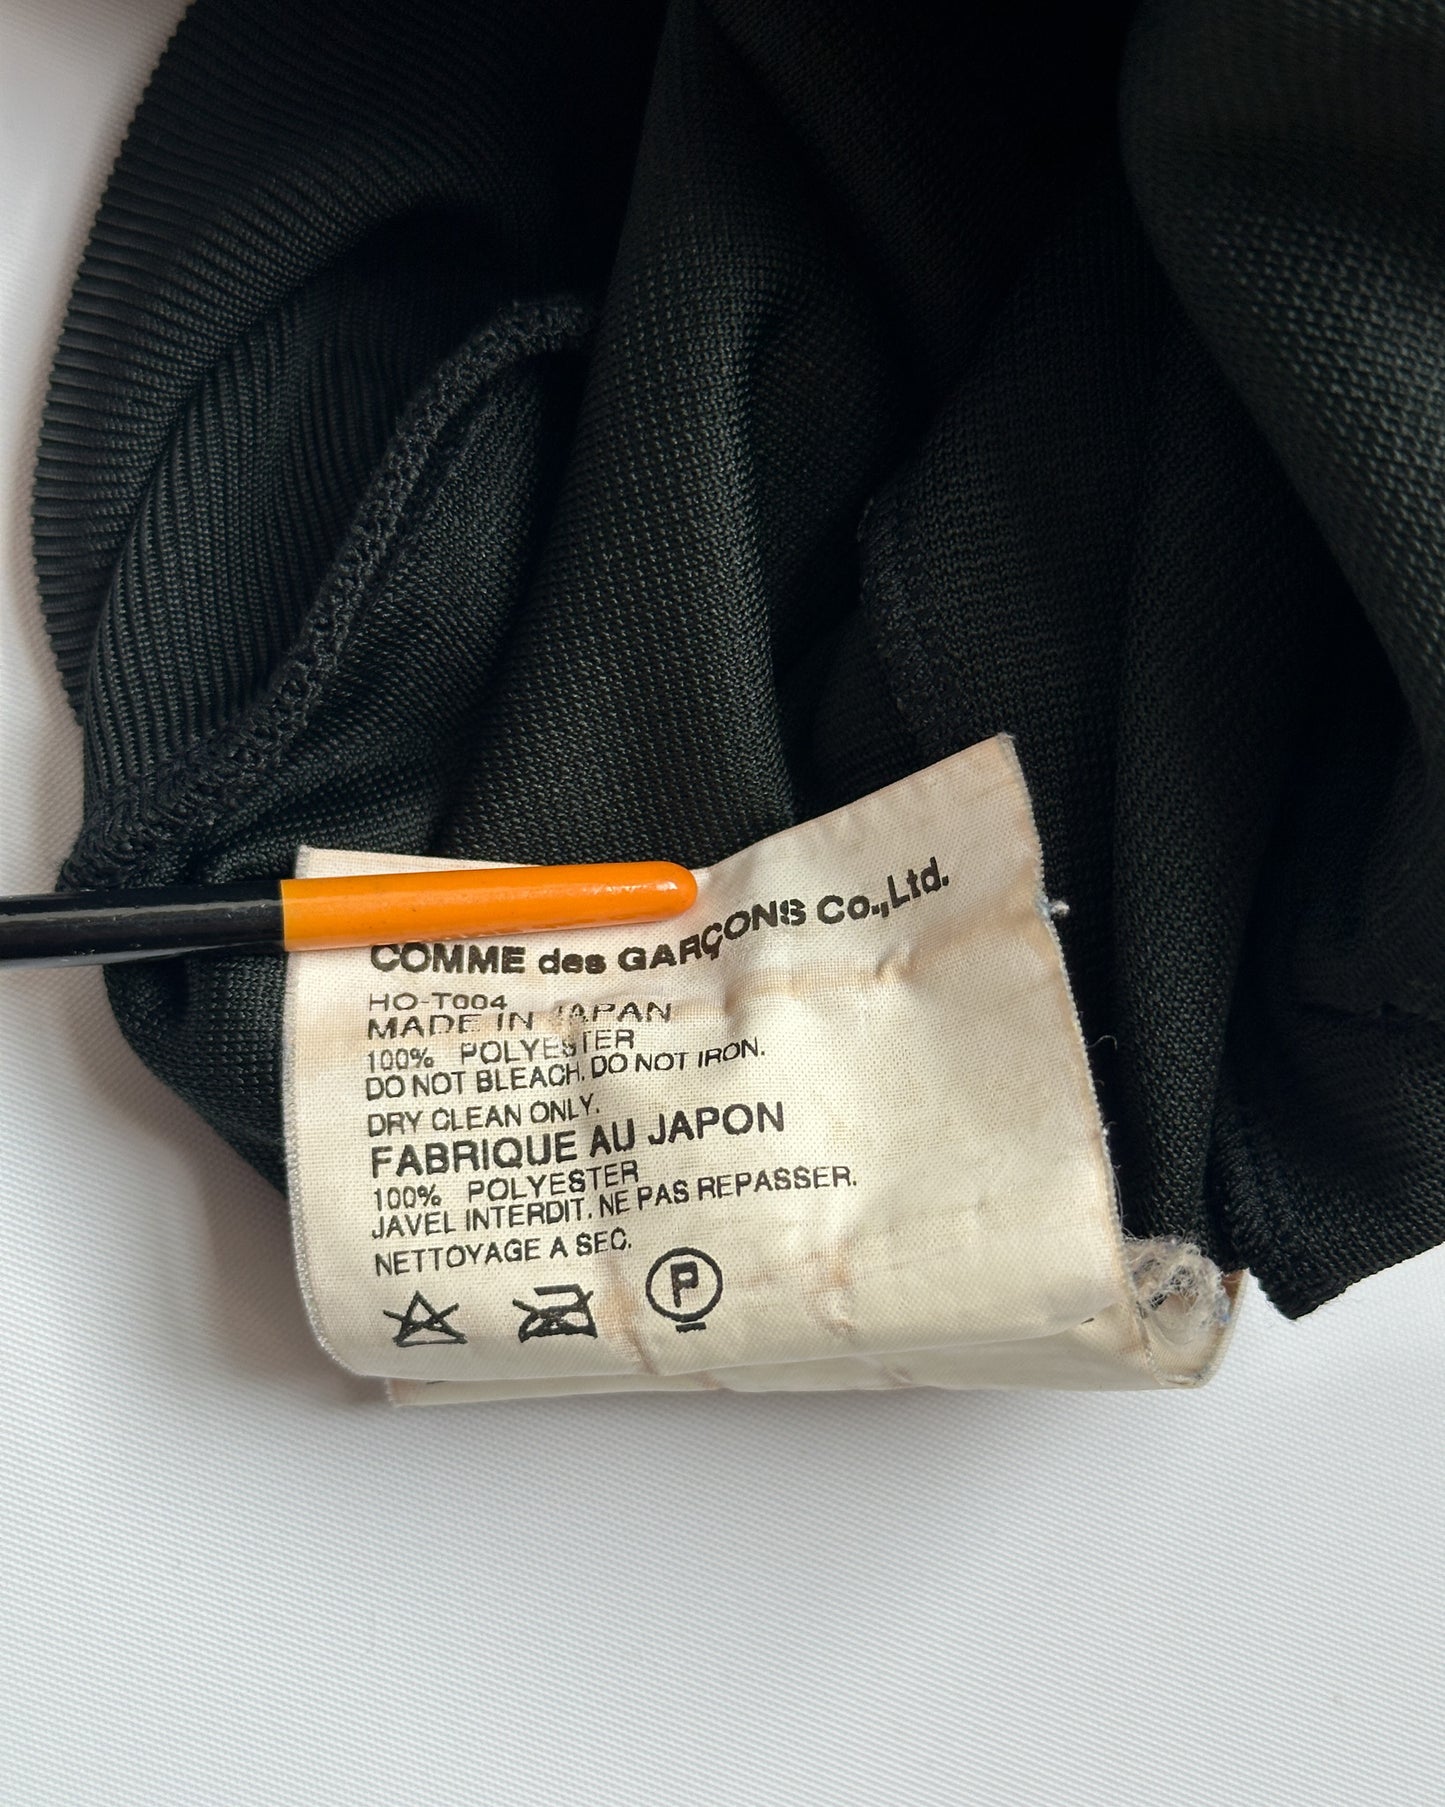 COMME des GARÇONS Co.,Ltd.
HO-T004
MADE IN JAPAN
100% POLYESTER
DO NOT BLEACH. DO NOT IRON.
DRY CLEAN ONLY.
FABRIQUE AU JAPON
100% POLYESTER
JAVEL INTERDIT. NE PAS REPASSER.
NETTOYAGE A SEC.
P